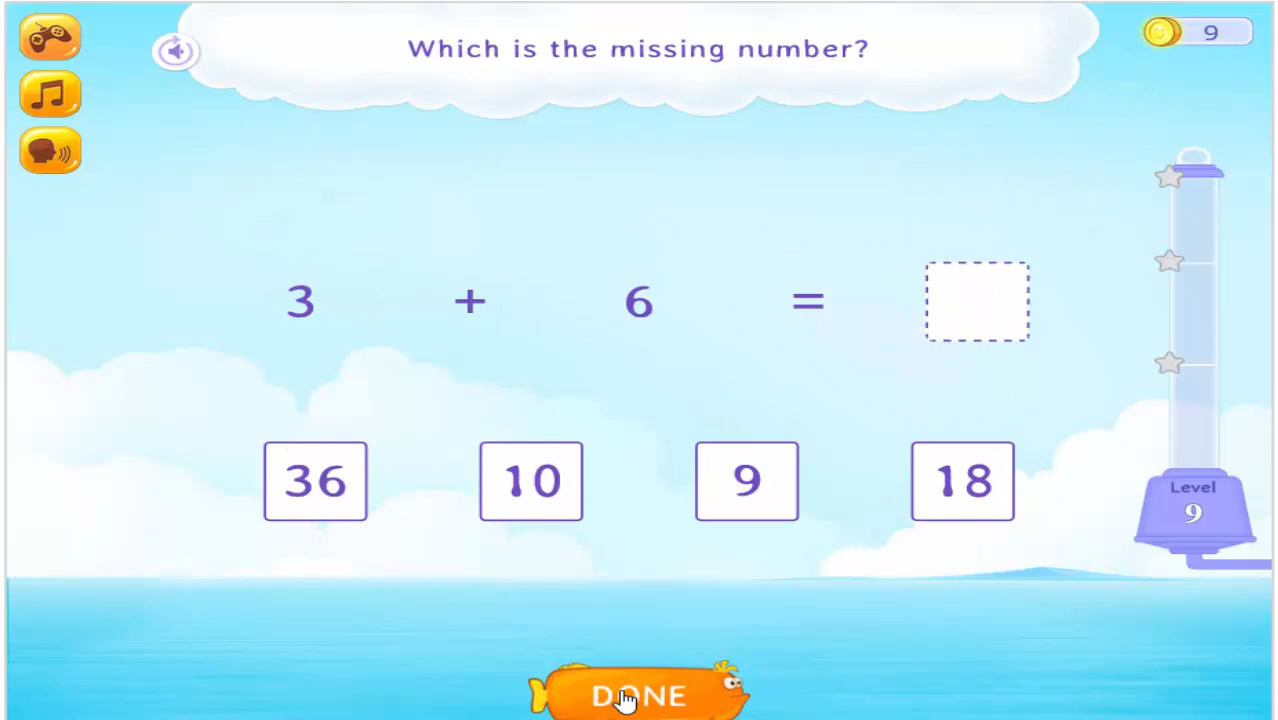 Which is the missing number?
9
3 + 6 =
36 10 9 18
Level
9
DONE